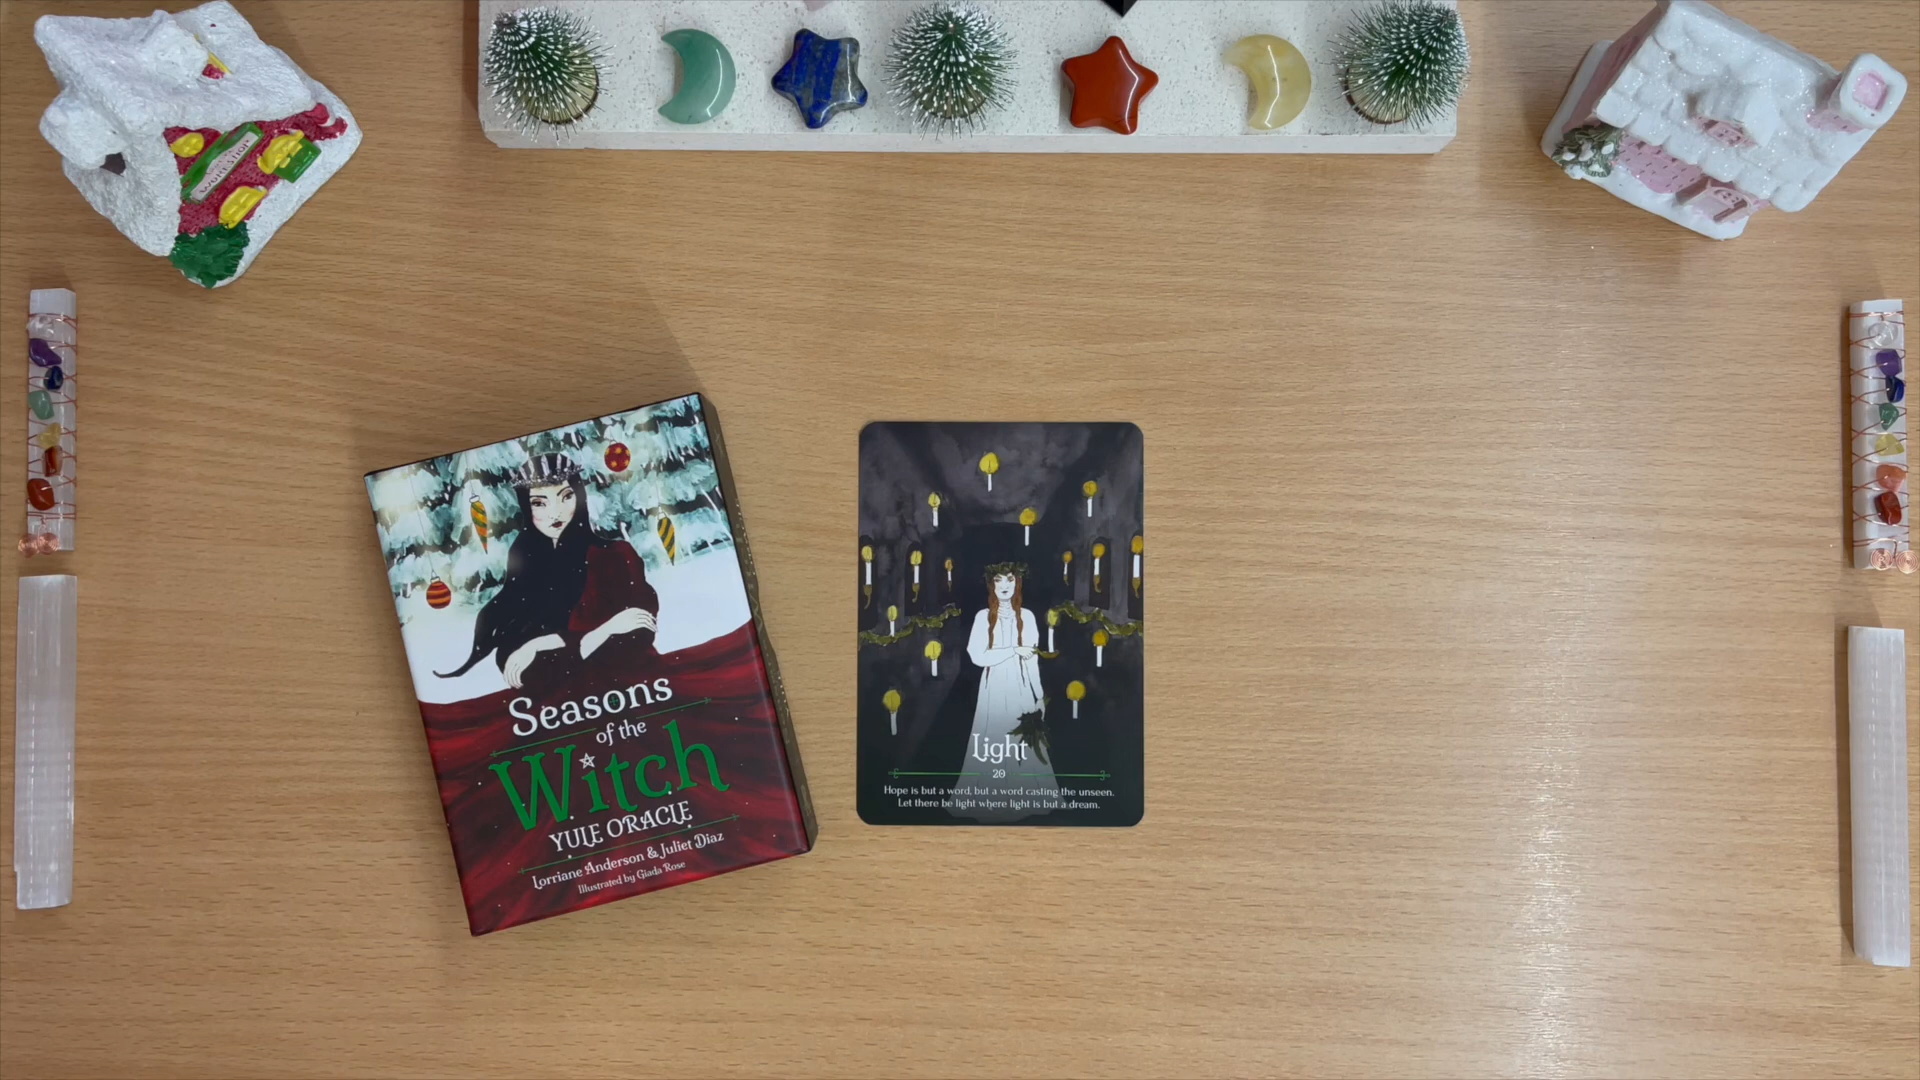 WORKSHOP
Seasons
of the
Witch
YULE ORACLE
Lorriane Anderson & Juliet Diaz
Illustrated by Giada Rose
Light
20
Hope is but a word, but a word casting the unseen.
Let there be light where light is but a dream.